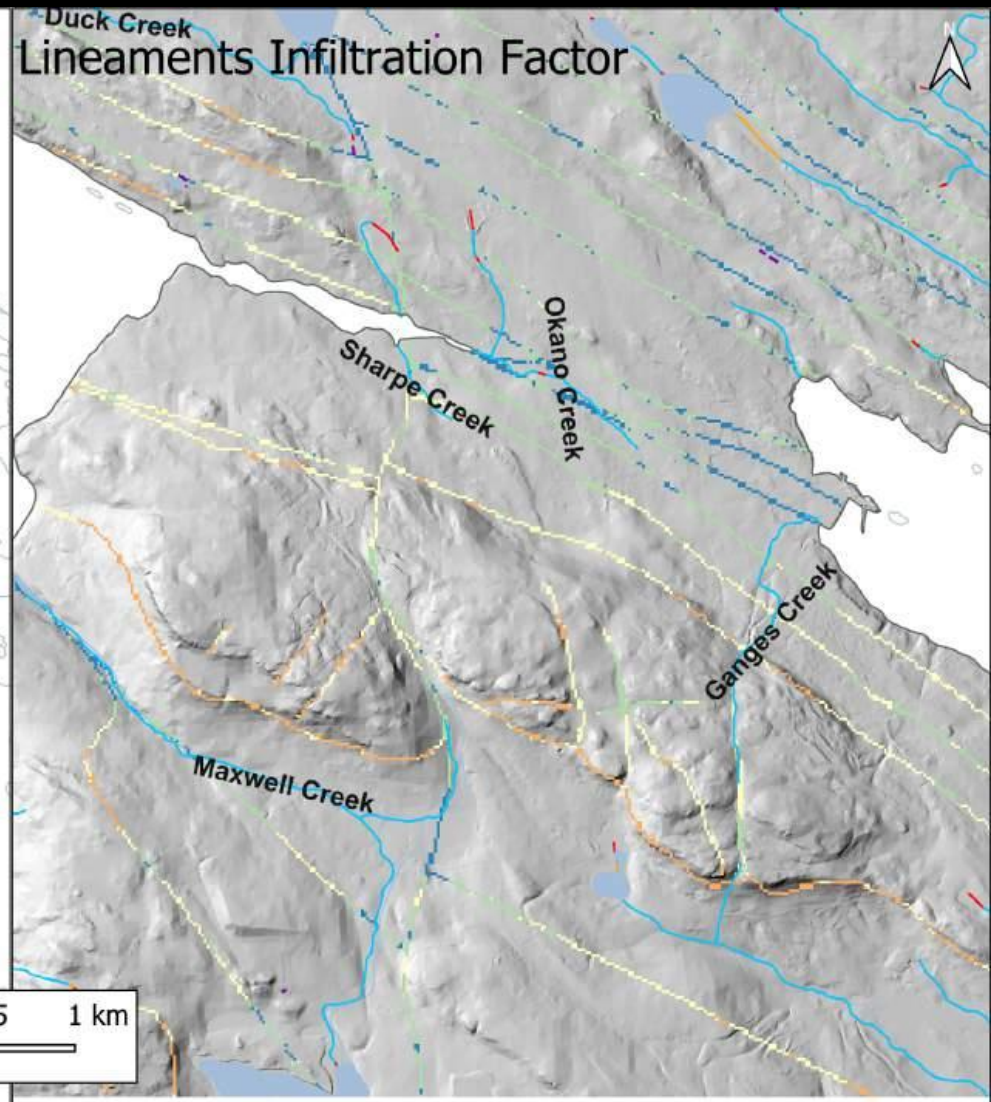 Duck Creek
Lineaments Infiltration Factor
N
Okano Creek
Sharpe Creek
Ganges Creek
Maxwell Creek
5 1 km